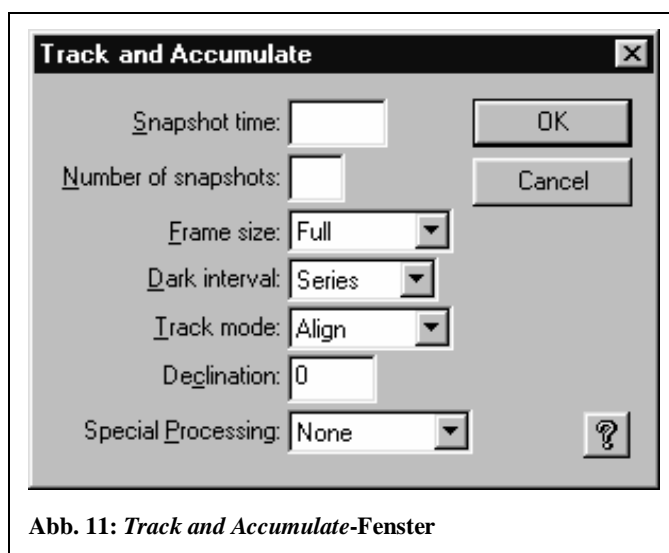 Track and Accumulate
Snapshot time:
OK
Number of snapshots:
Cancel
Frame size: Full
Dark interval: Series
Track mode: Align
Declination: 0
Special Processing: None
?
Abb. 11: Track and Accumulate-Fenster